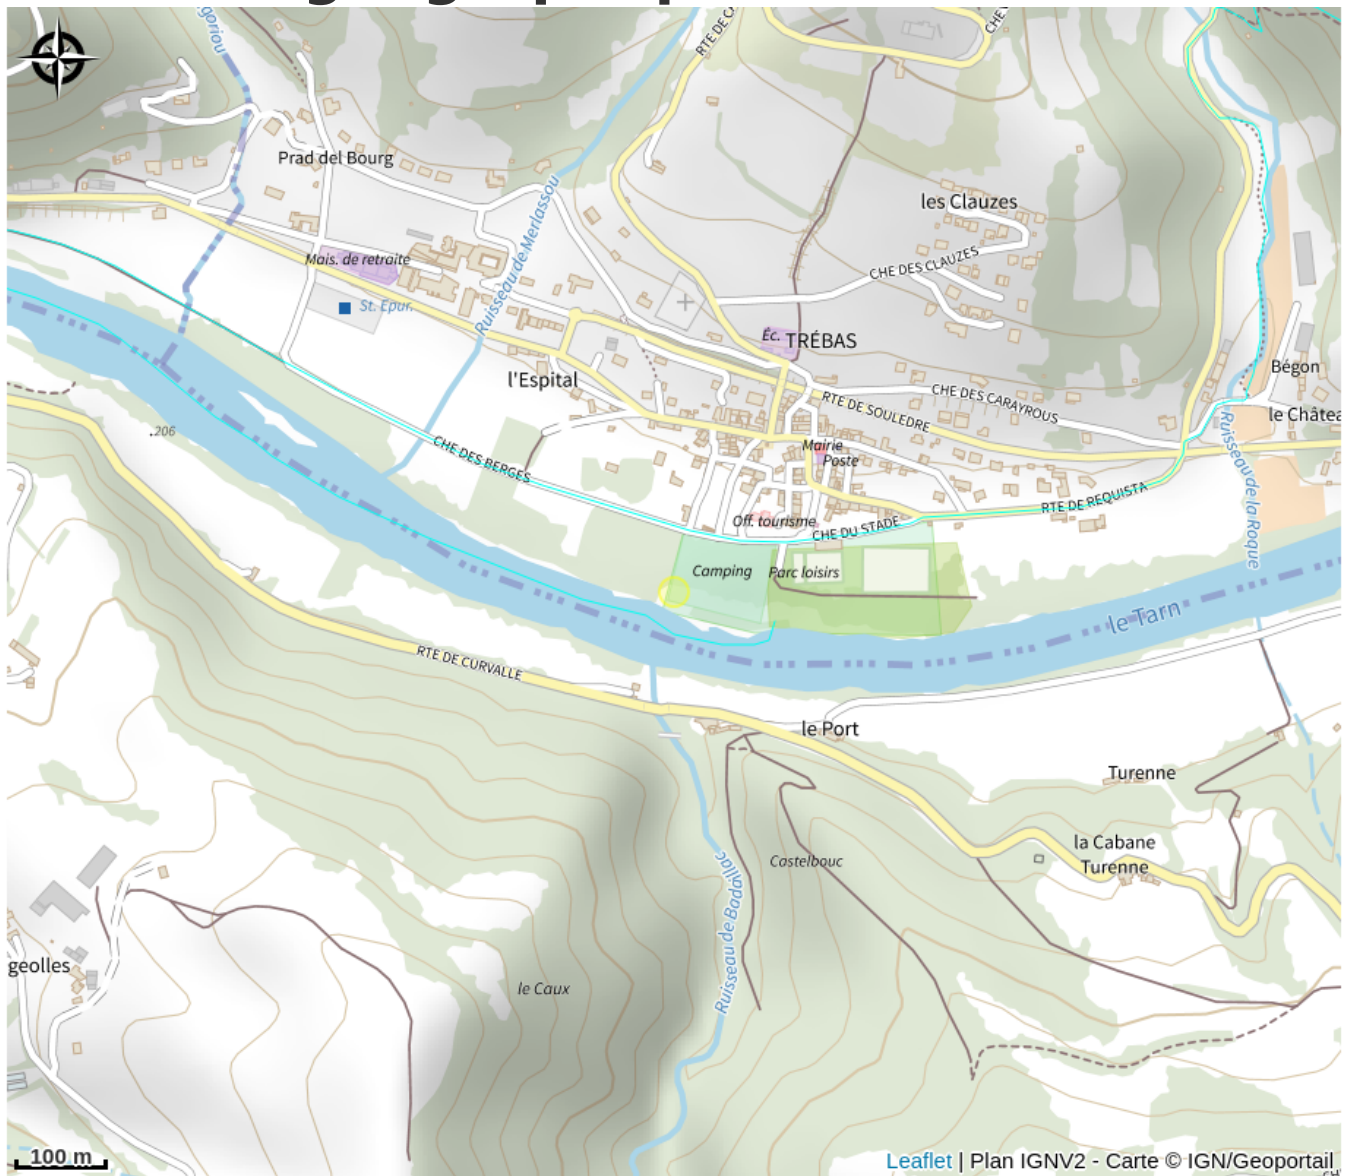 RTE DE
Prad del Bourg
les Clauzes
Ruisseau de Merlassou
CHE DES CLAUZES
Mais. de retraite
St. Epur.
Éc.
TRÉBAS
Bégon
l'Espital
CHE DES CARAYROUS
RTE DE SOULEDRE
le Châtea
.206
CHE DES BERGES
Mairie
Poste
Ruisseau de la Roque
RTE DE REQUISTA
Off. tourisme
CHE DU STADE
Camping
Parc loisirs
le Tarn
RTE DE CURVALLE
le Port
Turenne
la Cabane
Turenne
Castelbouc
Ruisseau de Badaillac
geolles
le Caux
100 m
Leaflet | Plan IGNV2 - Carte © IGN/Geoportail